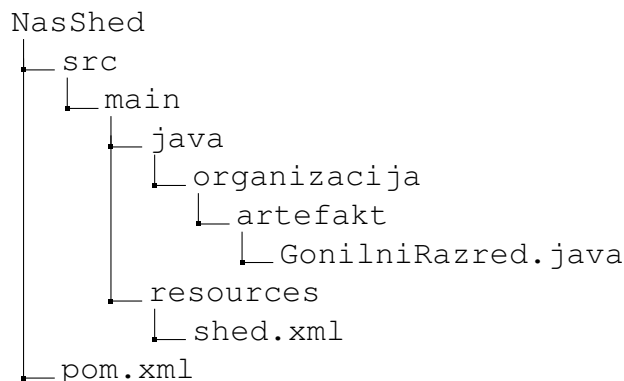 NasShed
src
main
java
organizacija
artefakt
GonilniRazred.java
resources
shed.xml
pom.xml